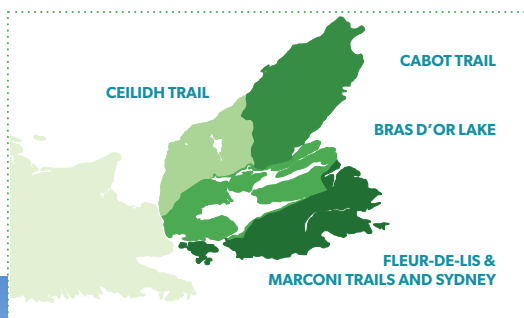 CABOT TRAIL
CEILIDH TRAIL
BRAS D’OR LAKE
FLEUR-DE-LIS &
MARCONI TRAILS AND SYDNEY